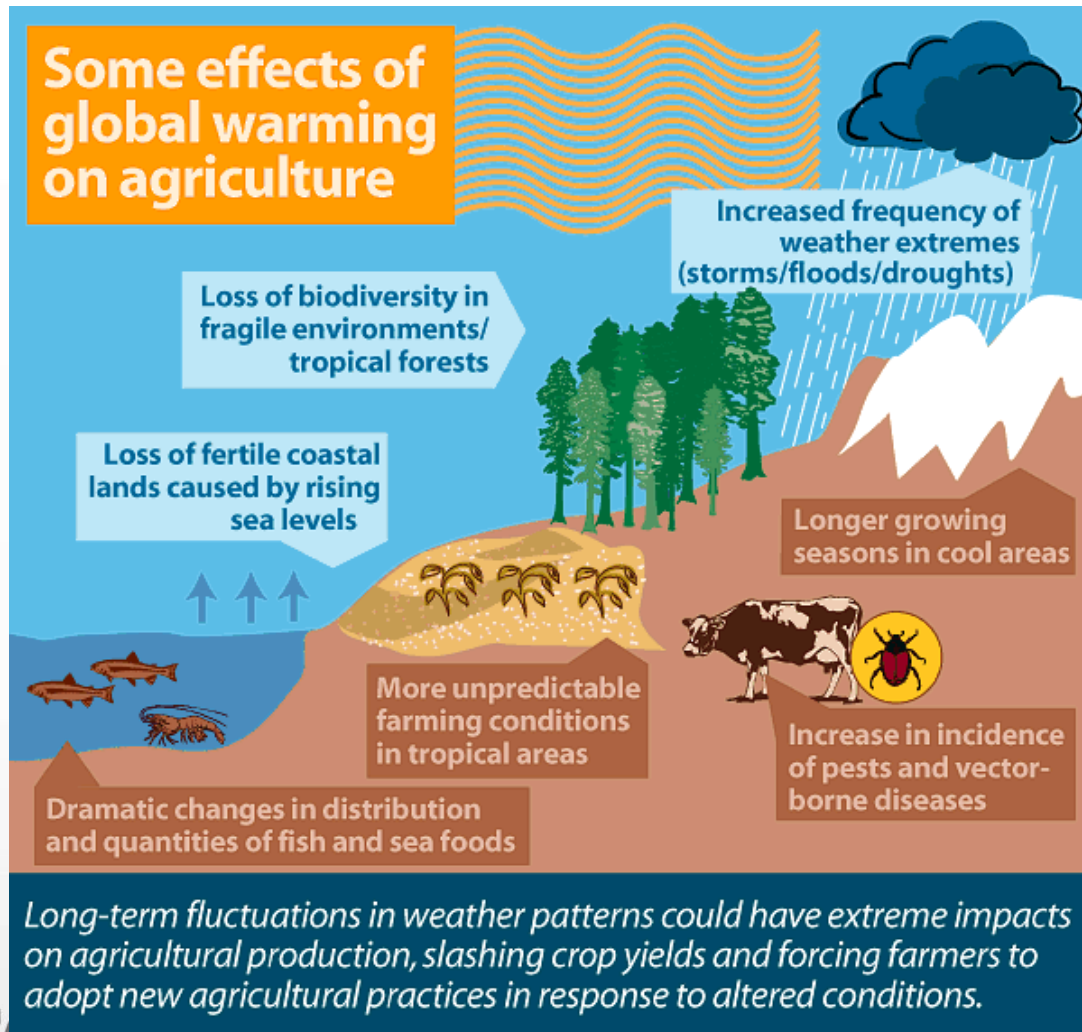 Some effects of
global warming
on agriculture
Increased frequency of
weather extremes
(storms/floods/droughts)
Loss of biodiversity in
fragile environments/
tropical forests
Loss of fertile coastal
lands caused by rising
sea levels
Longer growing
seasons in cool areas
More unpredictable
farming conditions
in tropical areas
Increase in incidence
of pests and vector-
borne diseases
Dramatic changes in distribution
and quantities of fish and sea foods
Long-term fluctuations in weather patterns could have extreme impacts
on agricultural production, slashing crop yields and forcing farmers to
adopt new agricultural practices in response to altered conditions.